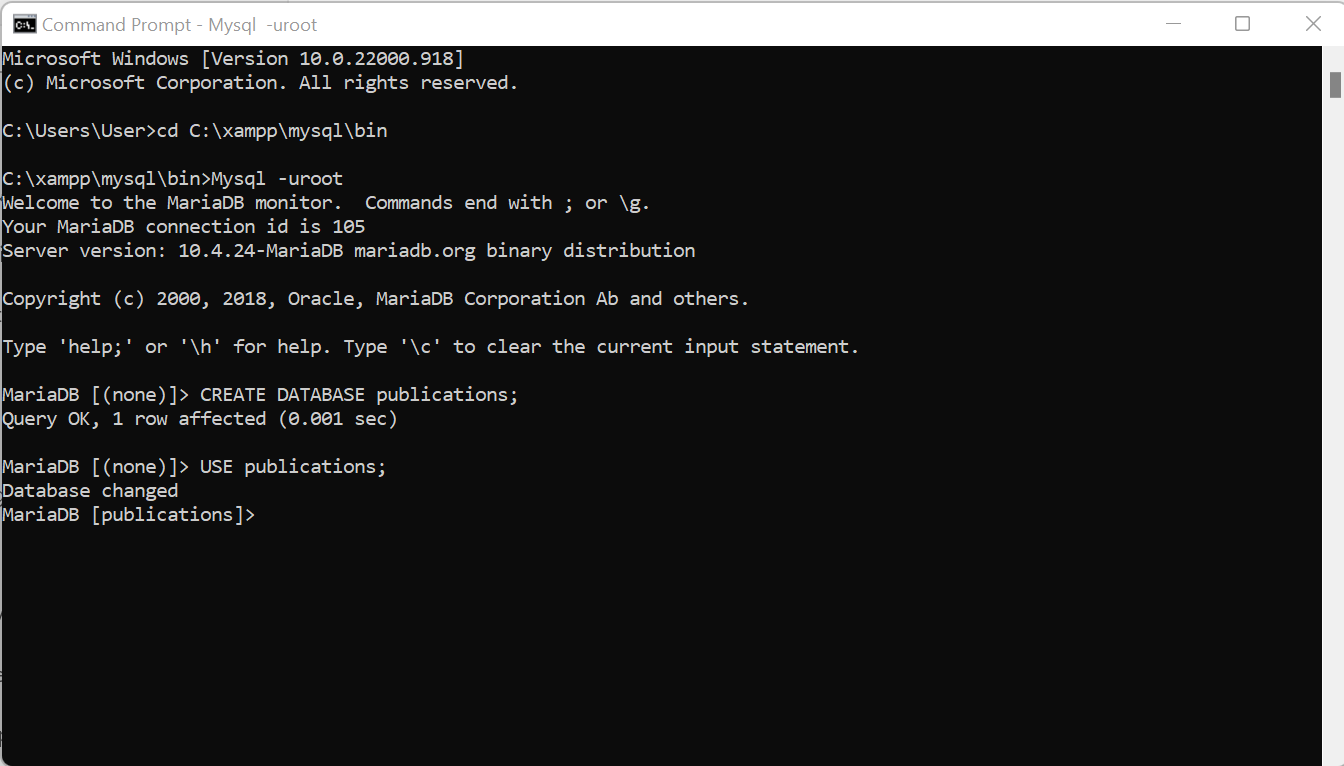 Command Prompt - Mysql  -uroot
Microsoft Windows [Version 10.0.22000.918]
(c) Microsoft Corporation. All rights reserved.
C:\Users\User>cd C:\xampp\mysql\bin
C:\xampp\mysql\bin>Mysql -uroot
Welcome to the MariaDB monitor.  Commands end with ; or \g.
Your MariaDB connection id is 105
Server version: 10.4.24-MariaDB mariadb.org binary distribution
Copyright (c) 2000, 2018, Oracle, MariaDB Corporation Ab and others.
Type 'help;' or '\h' for help. Type '\c' to clear the current input statement.
MariaDB [(none)]> CREATE DATABASE publications;
Query OK, 1 row affected (0.001 sec)
MariaDB [(none)]> USE publications;
Database changed
MariaDB [publications]>